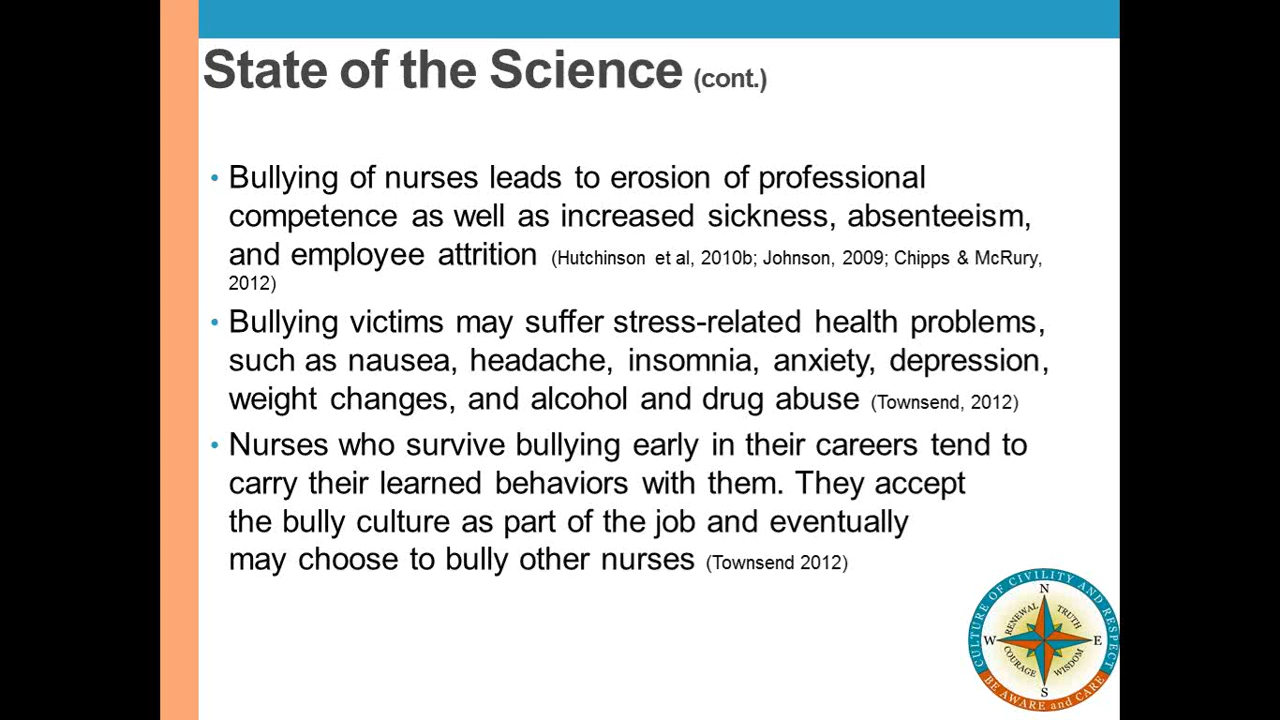 State of the Science (cont.)
• Bullying of nurses leads to erosion of professional
competence as well as increased sickness, absenteeism,
and employee attrition (Hutchinson et al, 2010b; Johnson, 2009; Chipps & McRury,
2012)
• Bullying victims may suffer stress-related health problems,
such as nausea, headache, insomnia, anxiety, depression,
weight changes, and alcohol and drug abuse (Townsend, 2012)
• Nurses who survive bullying early in their careers tend to
carry their learned behaviors with them. They accept
the bully culture as part of the job and eventually
may choose to bully other nurses (Townsend 2012)
CULTURE OF CIVILITY AND RESPECT
N
RENEWAL
TRUTH
W
E
COURAGE
WISDOM
S
BE AWARE and CARE